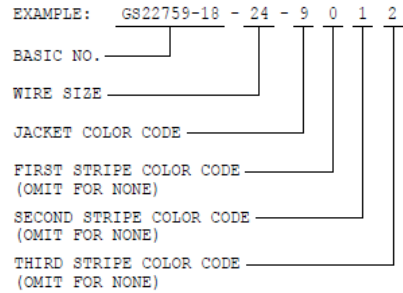 EXAMPLE: GS22759-18 - 24 - 9 0 1 2
BASIC NO.
WIRE SIZE
JACKET COLOR CODE
FIRST STRIPE COLOR CODE
(OMIT FOR NONE)
SECOND STRIPE COLOR CODE
(OMIT FOR NONE)
THIRD STRIPE COLOR CODE
(OMIT FOR NONE)